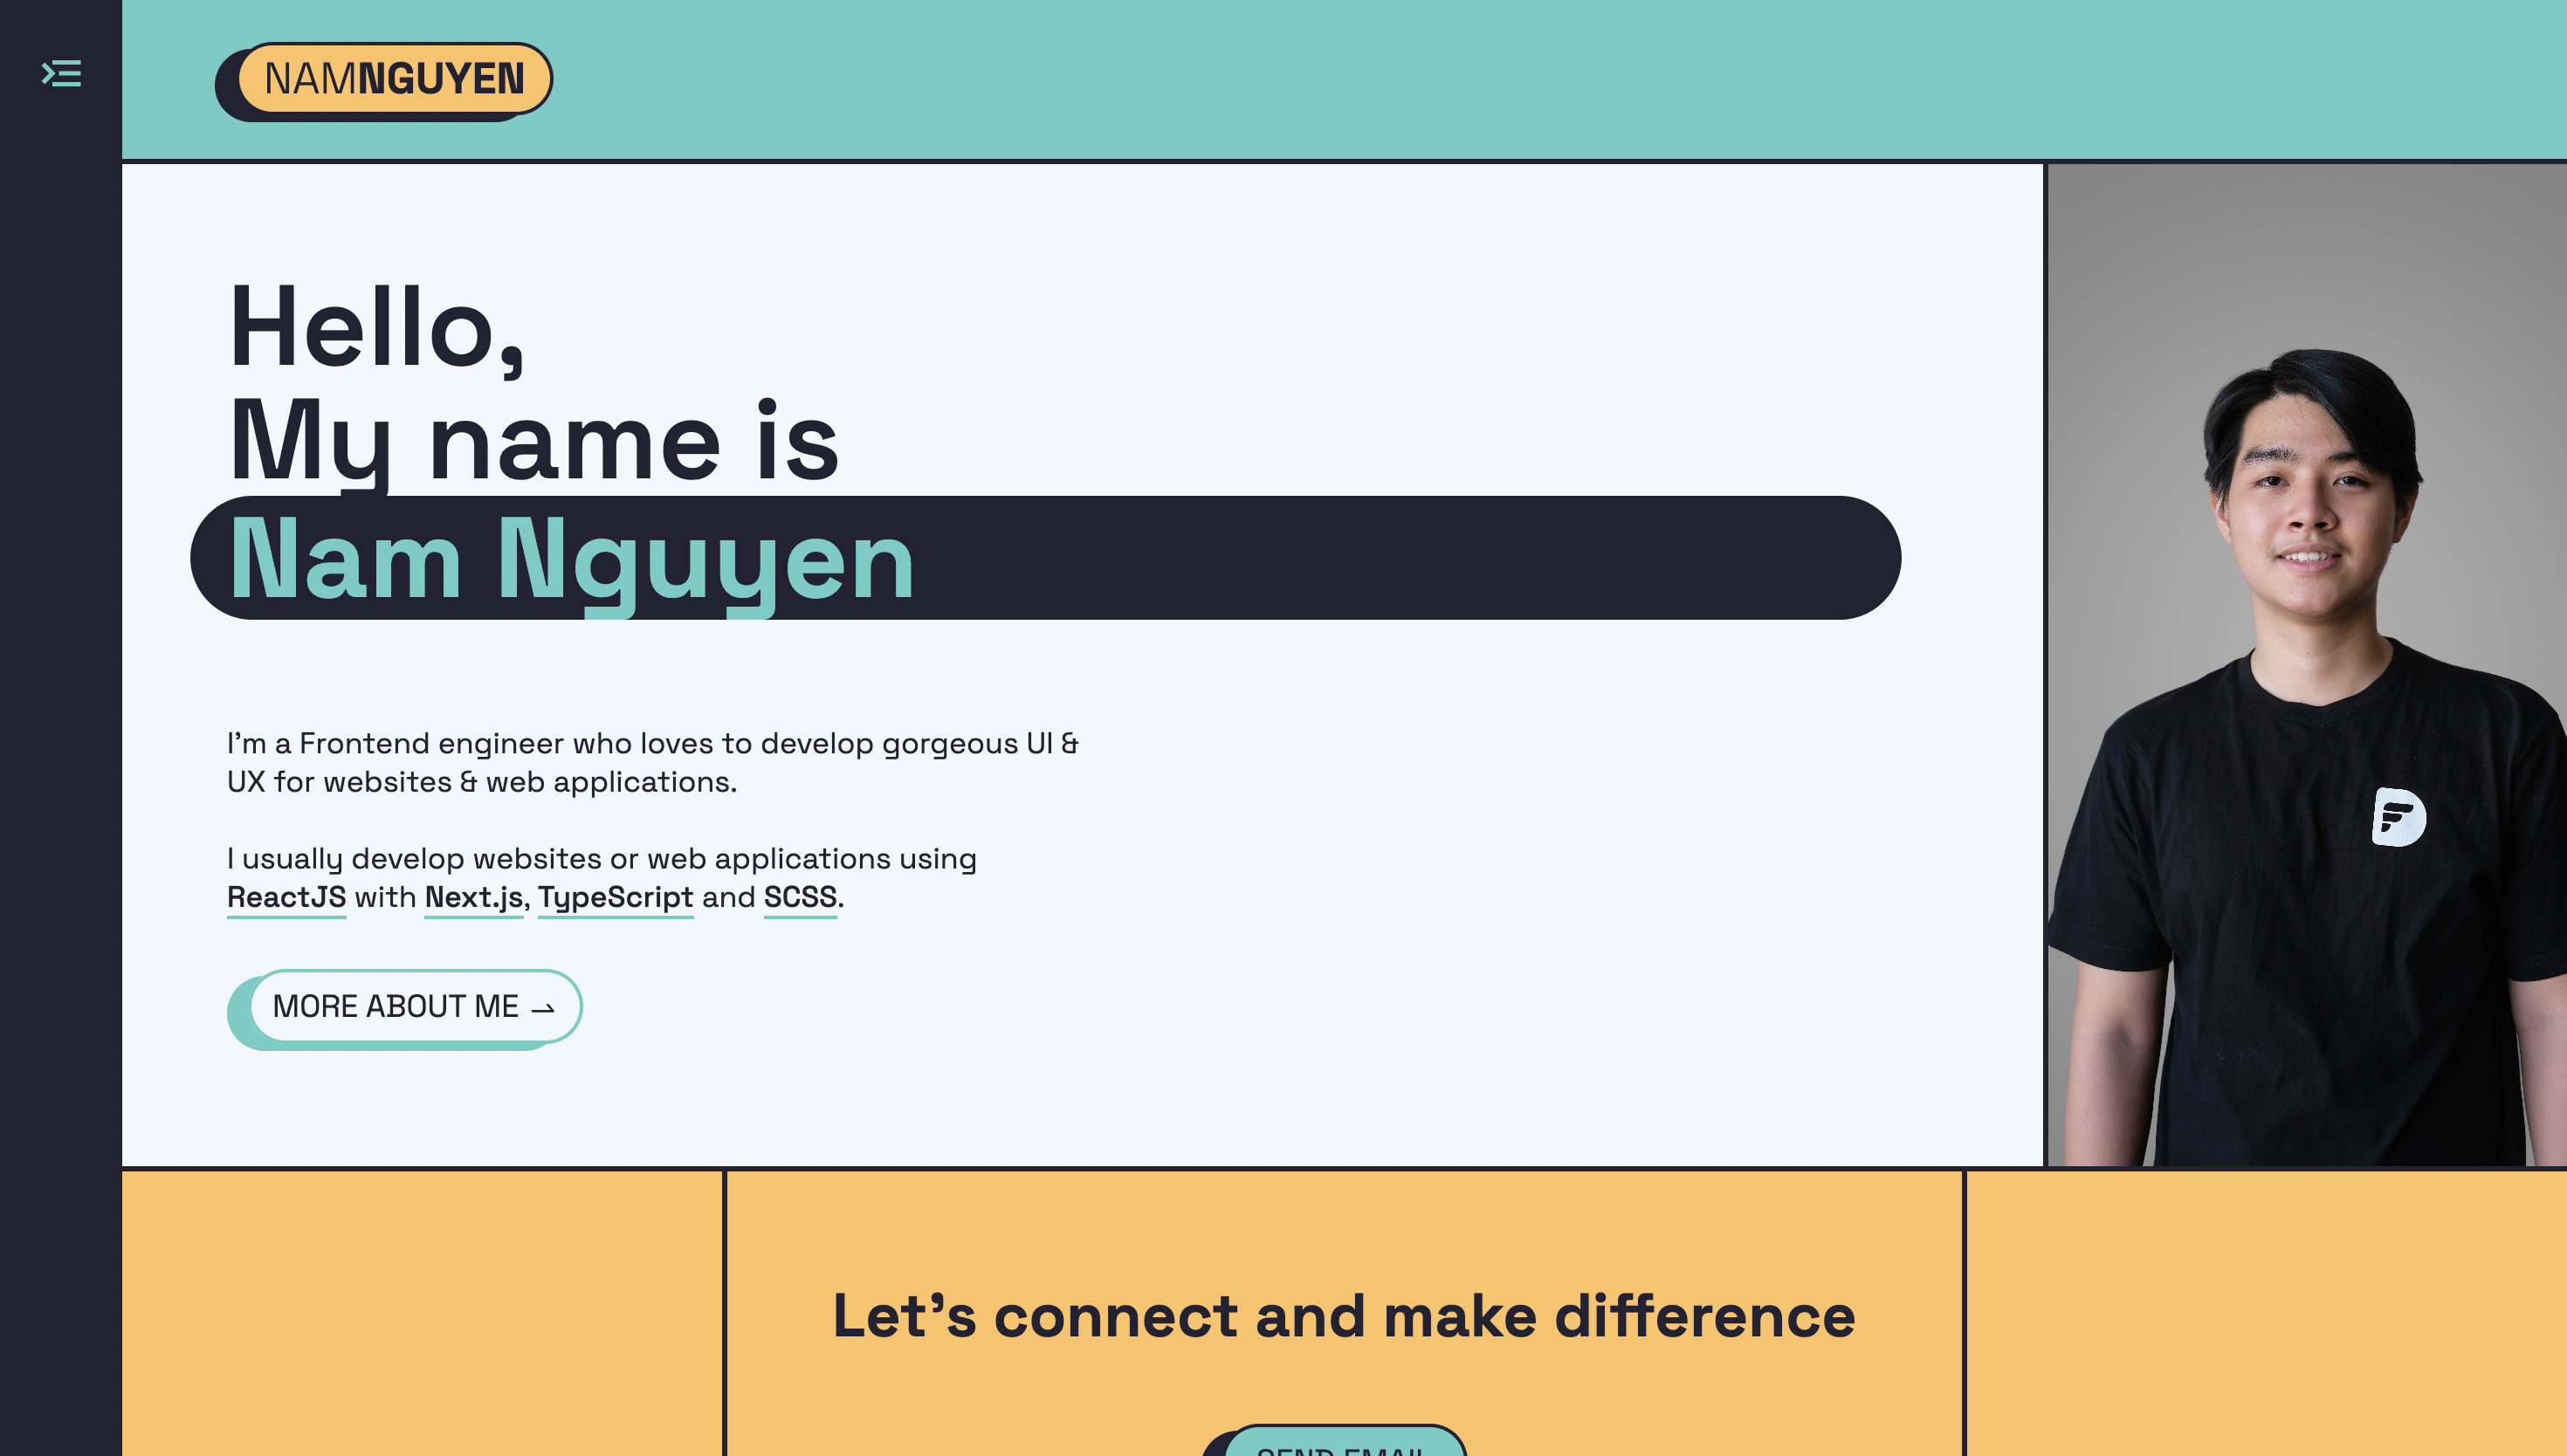 NAMNGUYEN
Hello,
My name is
Nam Nguyen
I'm a Frontend engineer who loves to develop gorgeous UI &
UX for websites & web applications.
I usually develop websites or web applications using
ReactJS with Next.js, TypeScript and SCSS.
MORE ABOUT ME →
Let's connect and make difference
SEND EMAIL